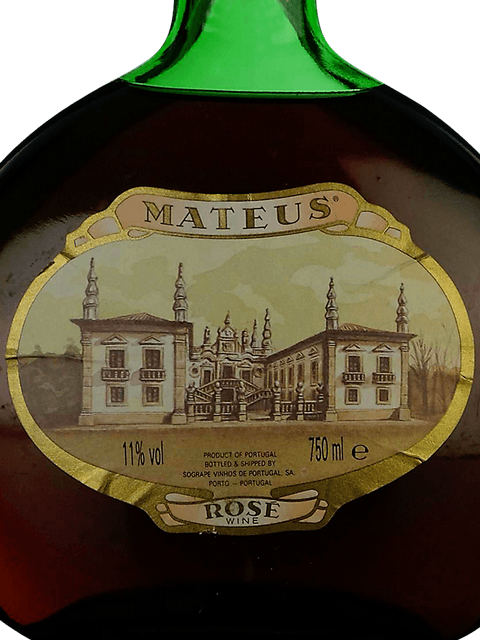 MATEUS®
11% vol
750 ml e
PRODUCT OF PORTUGAL
BOTTLED & SHIPPED BY
SOGRAPE VINHOS DE PORTUGAL, SA.
PORTO – PORTUGAL
ROSÉ
WINE